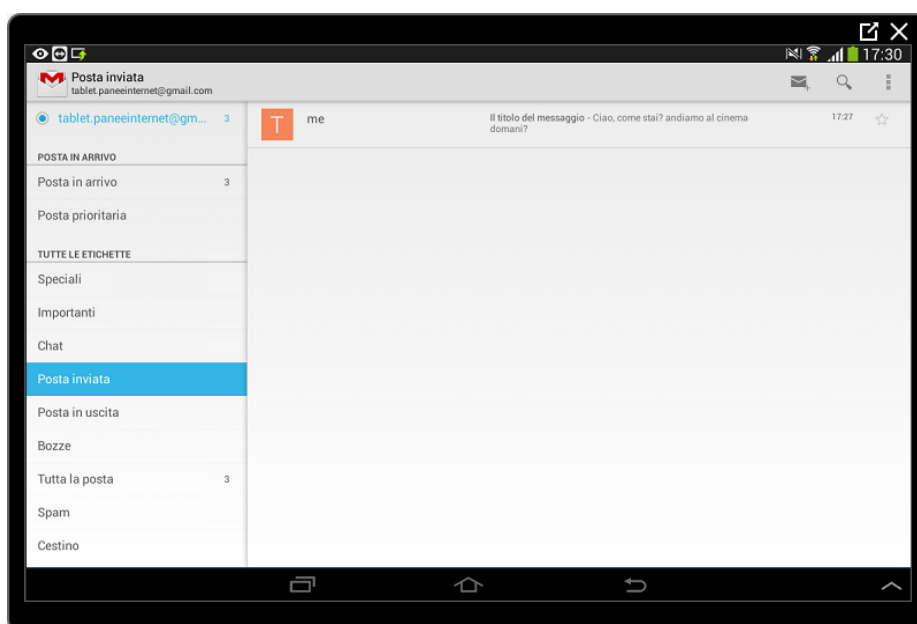 17:30
Posta inviata
tablet.paneeinternet@gmail.com
tablet.paneeinternet@gm... 3
POSTA IN ARRIVO
Posta in arrivo 3
Posta prioritaria
TUTTE LE ETICHETTE
Speciali
Importanti
Chat
Posta inviata
Posta in uscita
Bozze
Tutta la posta 3
Spam
Cestino
T me Il titolo del messaggio - Ciao, come stai? andiamo al cinema 17:27
domani?